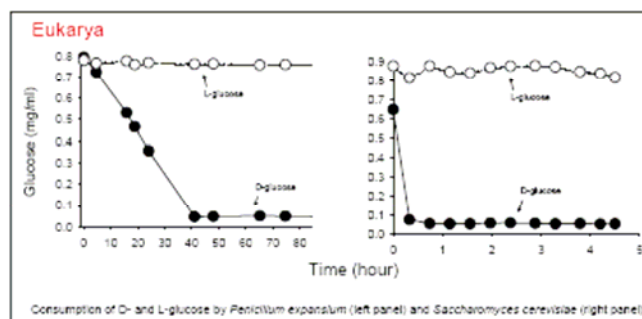 Eukarya
0.8
0.7
0.6
0.5
0.4
0.3
0.2
0.1
0.0
Glucose (mg/ml)
L-glucose
D-glucose
0 10 20 30 40 50 60 70 80
0.9
0.8
0.7
0.6
0.5
0.4
0.3
0.2
0.1
0.0
L-glucose
D-glucose
0 1 2 3 4 5
Time (hour)
Consumption of D- and L-glucose by Penicillum expansium (left panel) and Saccharomyces cerevisiae (right panel)